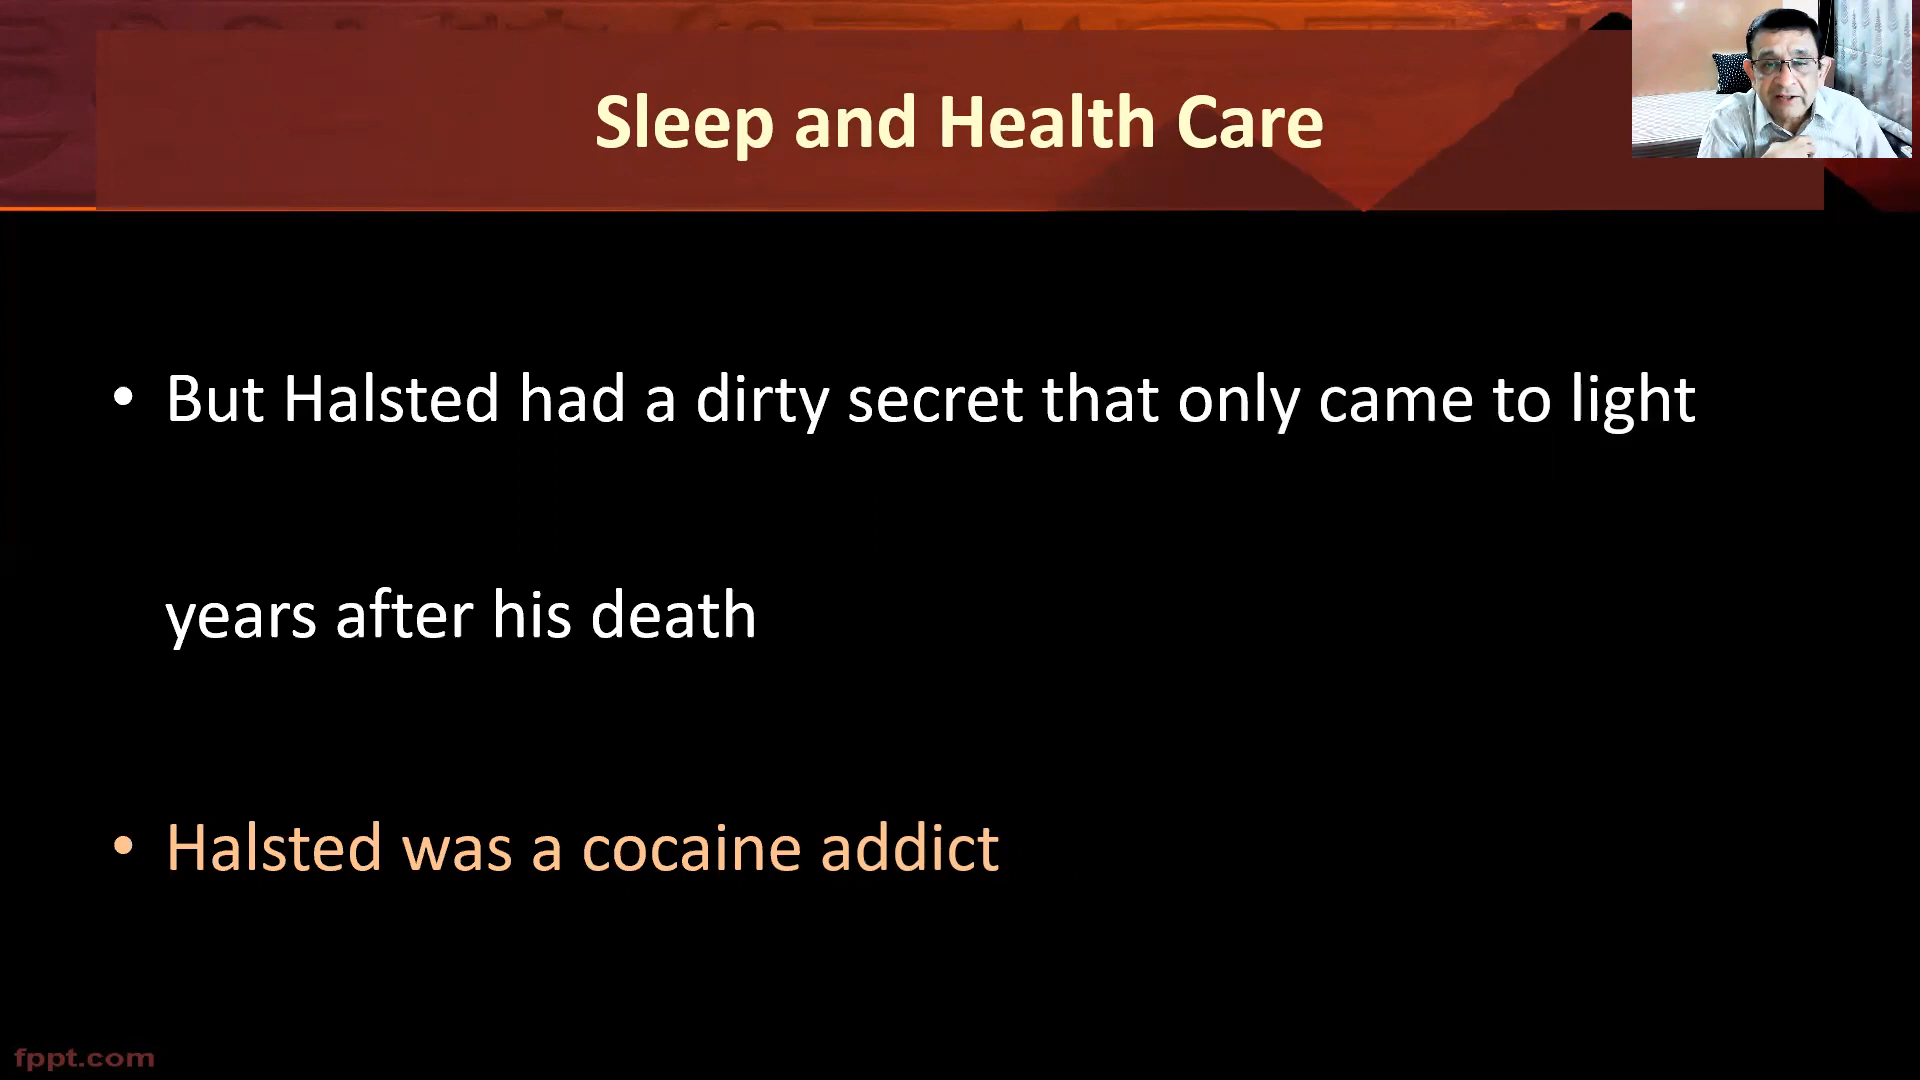 Sleep and Health Care
• But Halsted had a dirty secret that only came to light
years after his death
• Halsted was a cocaine addict
fppt.com